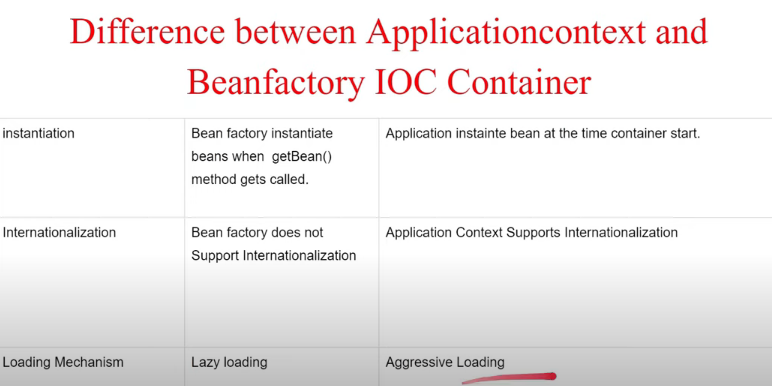 Difference between Applicationcontext and
Beanfactory IOC Container
instantiation
Bean factory instantiate
beans when getBean()
method gets called.
Application instainte bean at the time container start.
Internationalization
Bean factory does not
Support Internationalization
Application Context Supports Internationalization
Loading Mechanism
Lazy loading
Aggressive Loading